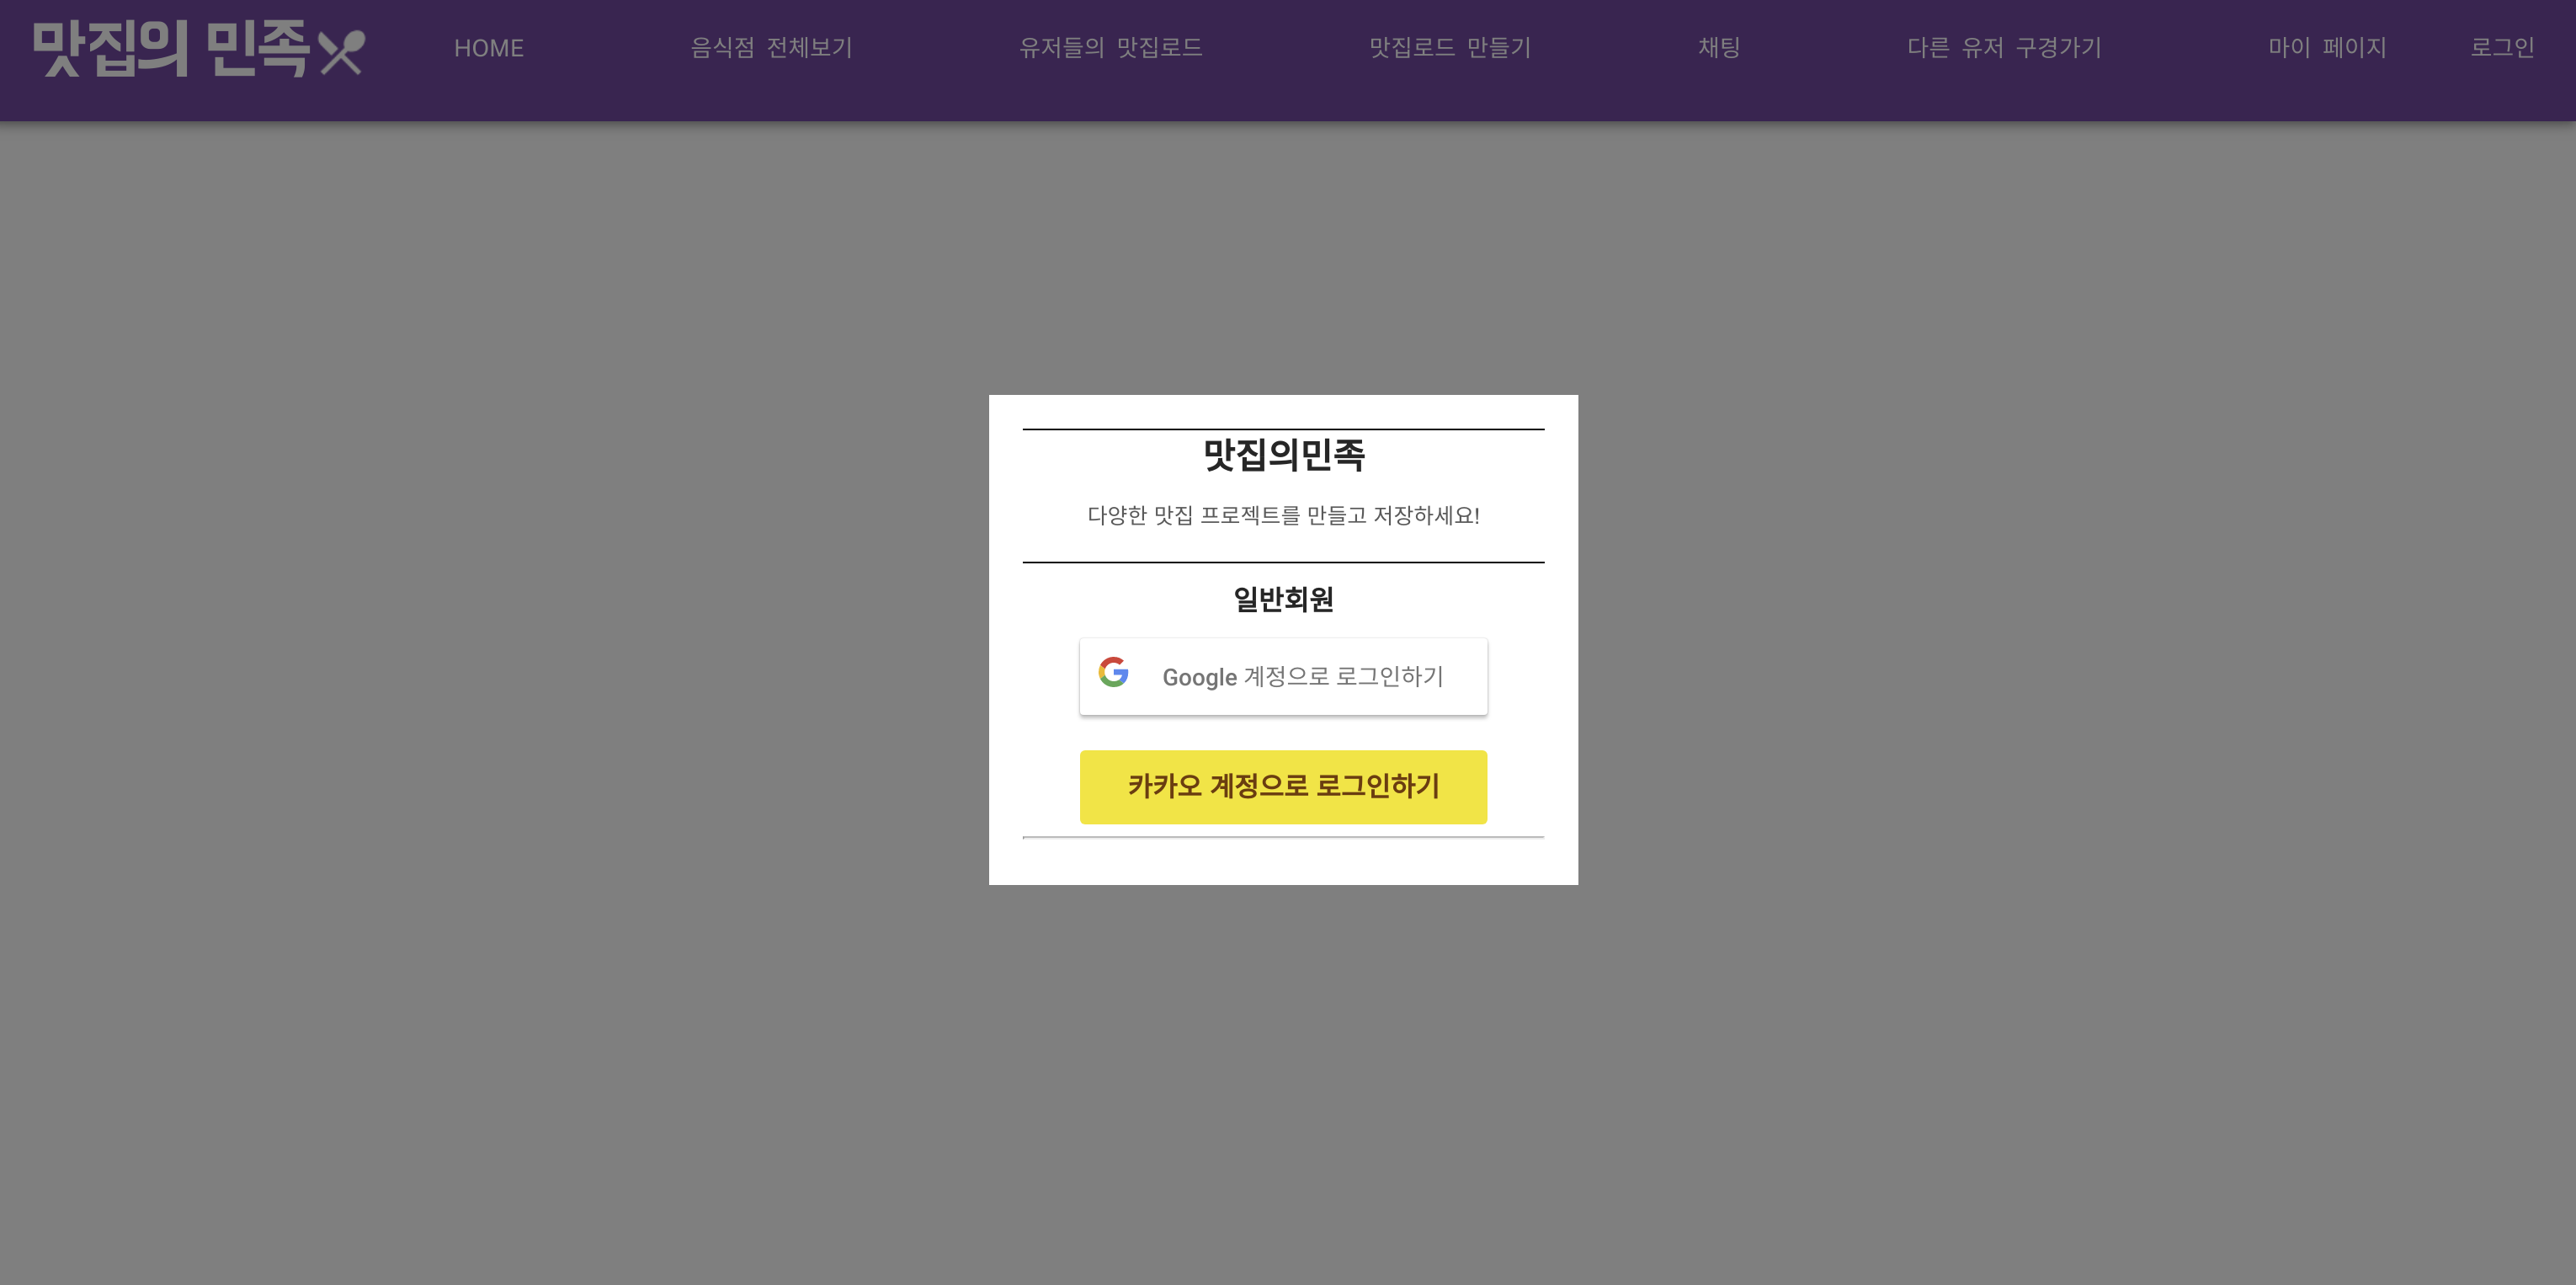 맛집의 민족
HOME
음식점 전체보기
유저들의 맛집로드
맛집로드 만들기
채팅
다른 유저 구경가기
마이 페이지
로그인
맛집의민족
다양한 맛집 프로젝트를 만들고 저장하세요!
일반회원
Google 계정으로 로그인하기
카카오 계정으로 로그인하기